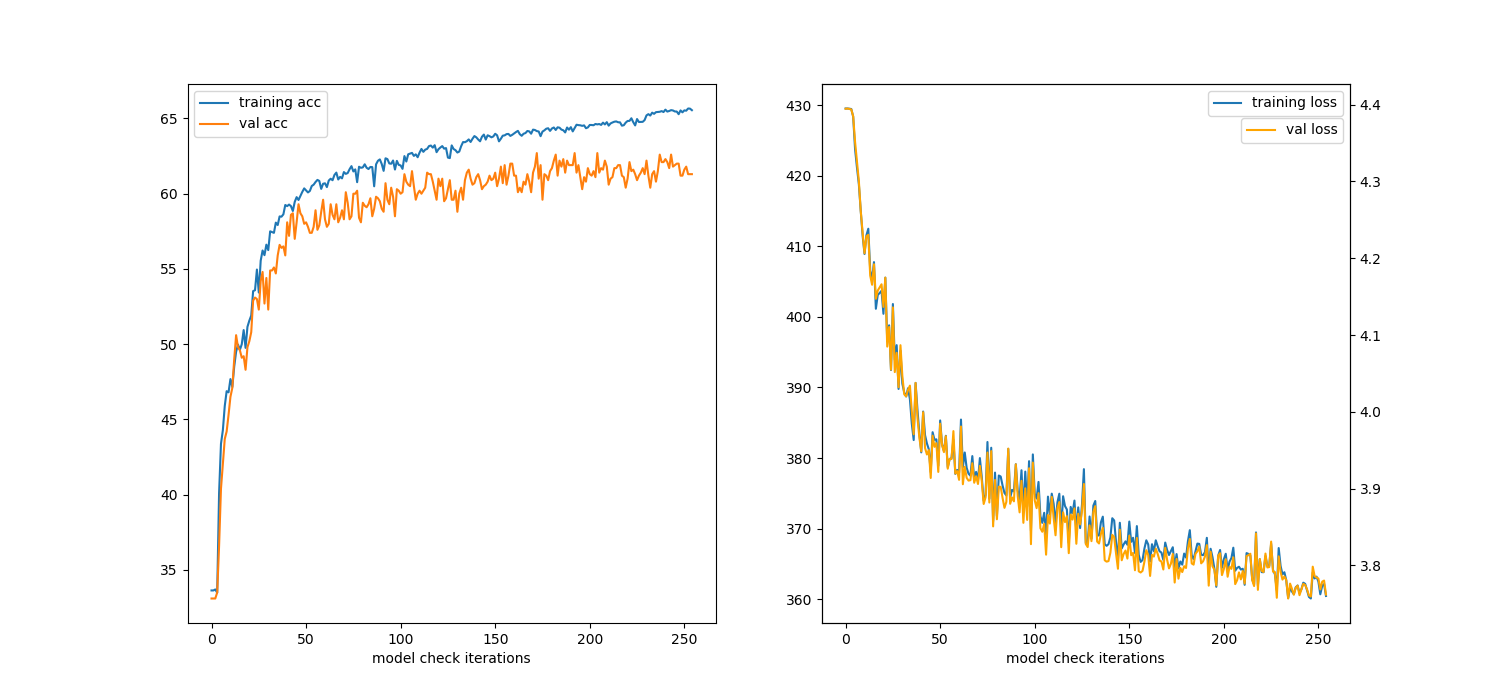 training acc
val acc
65
60
55
50
45
40
35
0 50 100 150 200 250
model check iterations
training loss
val loss
430
420
410
400
390
380
370
360
4.4
4.3
4.2
4.1
4.0
3.9
3.8
0 50 100 150 200 250
model check iterations